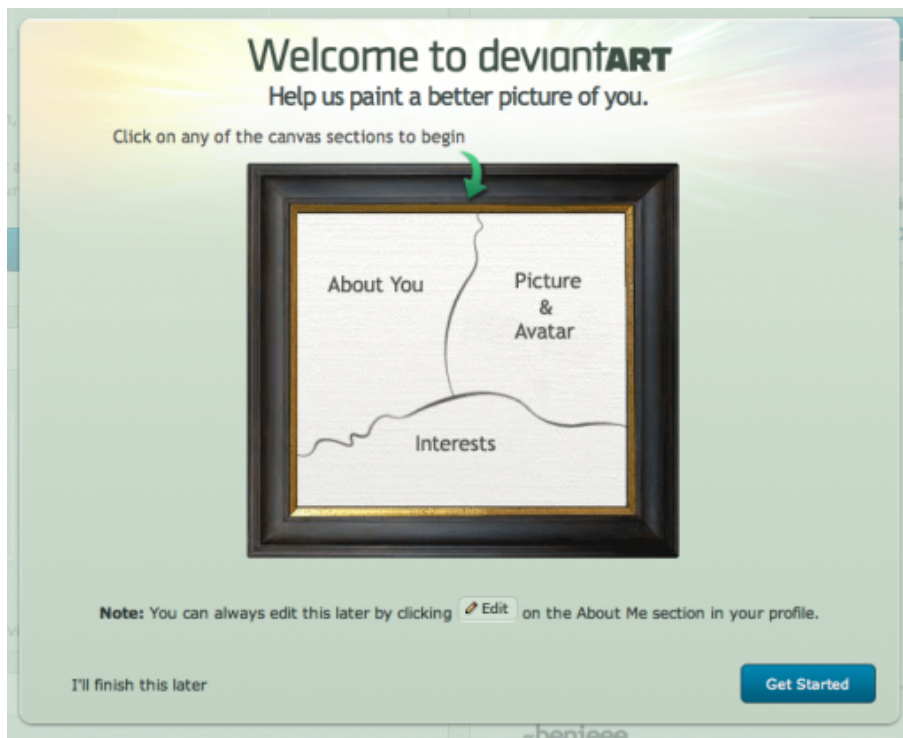 Welcome to deviantART
Help us paint a better picture of you.
Click on any of the canvas sections to begin
About You
Picture
&
Avatar
Interests
Note: You can always edit this later by clicking Edit on the About Me section in your profile.
I'll finish this later
Get Started
~benjeee